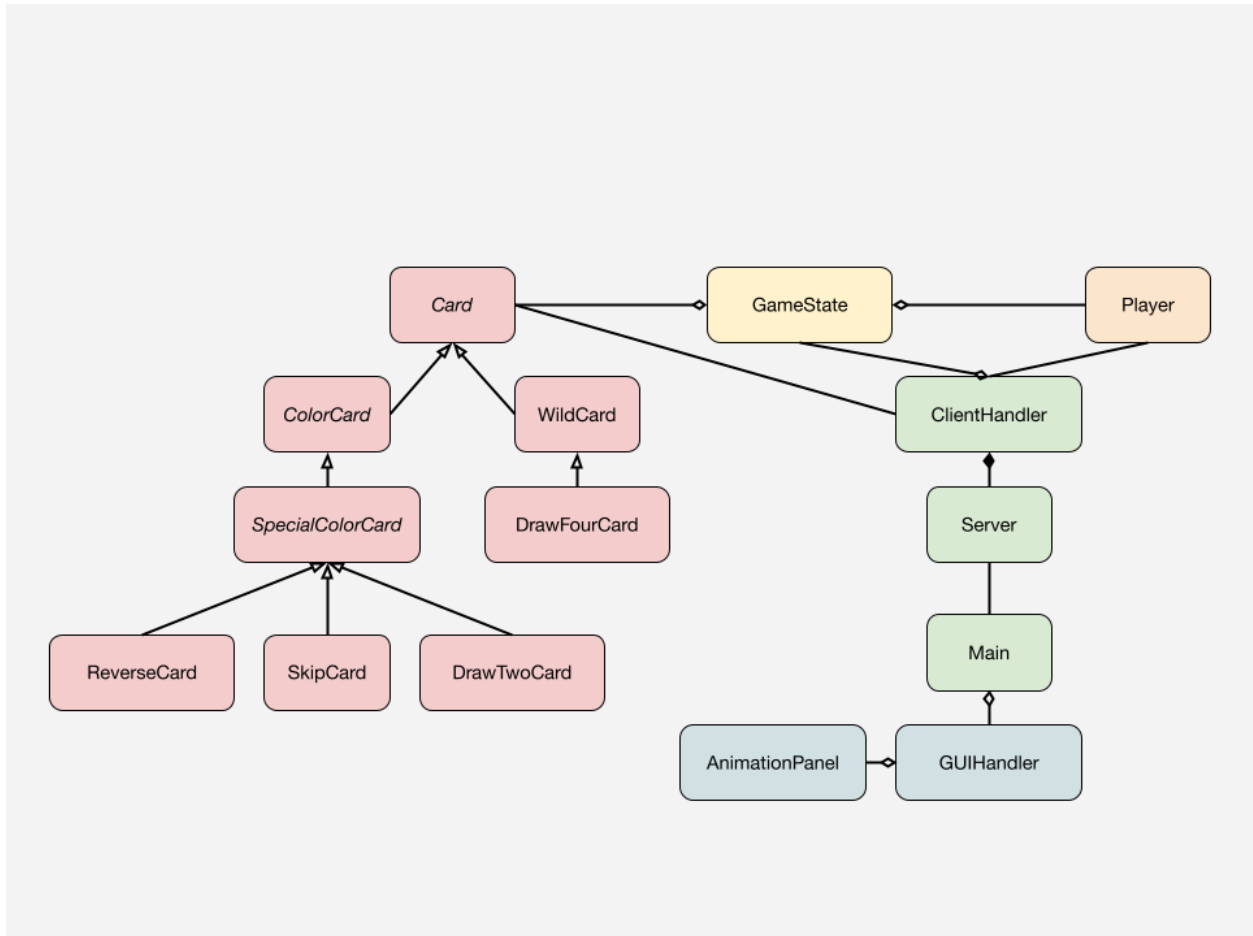 Card
GameState
Player
ColorCard
WildCard
ClientHandler
SpecialColorCard
DrawFourCard
Server
ReverseCard
SkipCard
DrawTwoCard
Main
AnimationPanel
GUIHandler